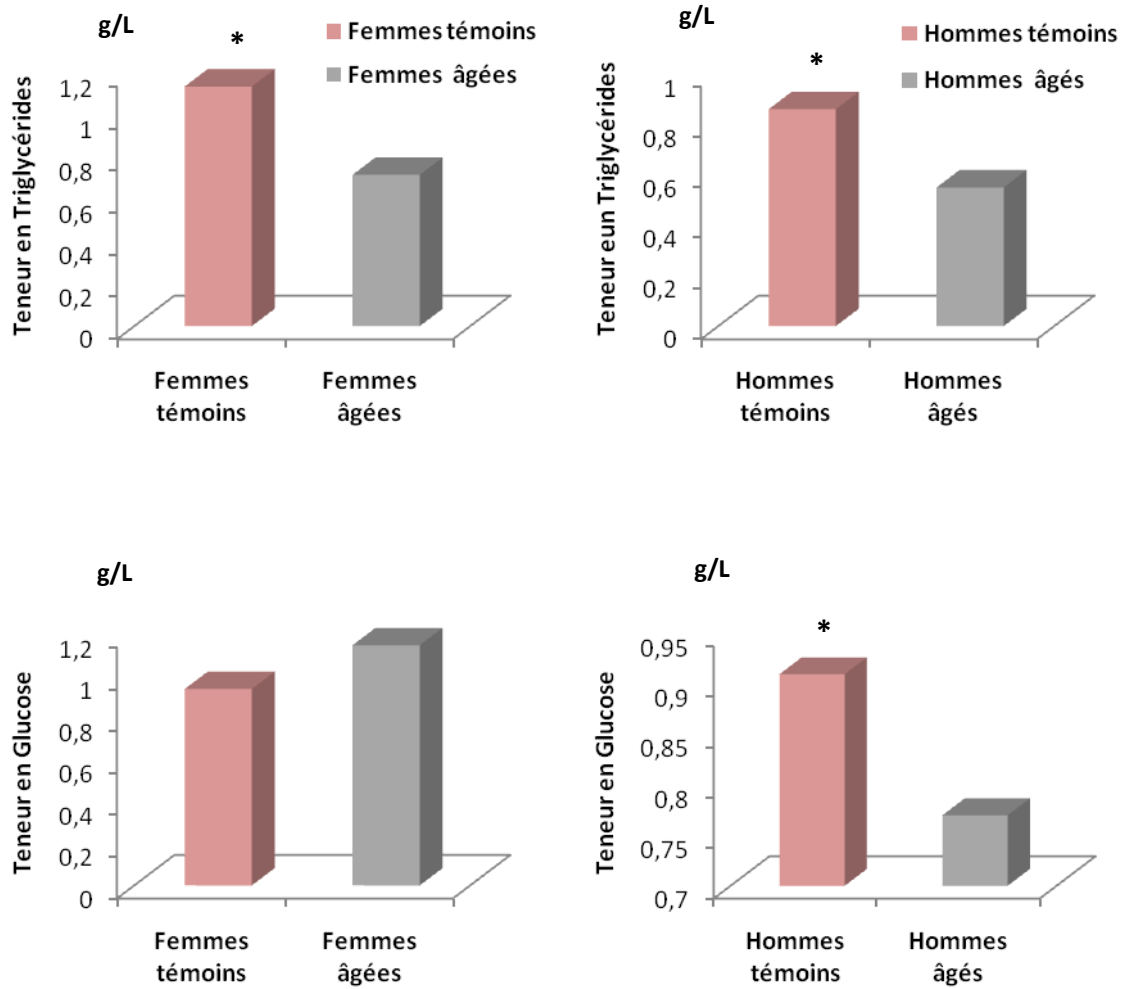 g/L
*
Femmes témoins
Femmes âgées
Teneur en Triglycérides
1,2
1
0,8
0,6
0,4
0,2
0
Femmes
témoins
Femmes
âgées
g/L
*
Hommes témoins
Hommes âgés
Teneur eun Triglycérides
1
0,8
0,6
0,4
0,2
0
Hommes
témoins
Hommes
âgés
g/L
Teneur en Glucose
1,2
1
0,8
0,6
0,4
0,2
0
Femmes
témoins
Femmes
âgées
g/L
*
Teneur en Glucose
0,95
0,9
0,85
0,8
0,75
0,7
Hommes
témoins
Hommes
âgés